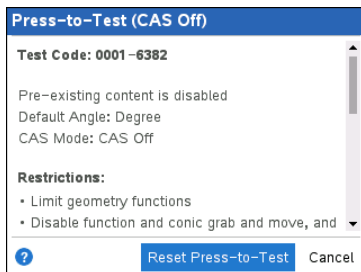 Press-to-Test (CAS Off)
Test Code: 0001-6382
Pre-existing content is disabled
Default Angle: Degree
CAS Mode: CAS Off
Restrictions:
• Limit geometry functions
• Disable function and conic grab and move, and
? Reset Press-to-Test Cancel